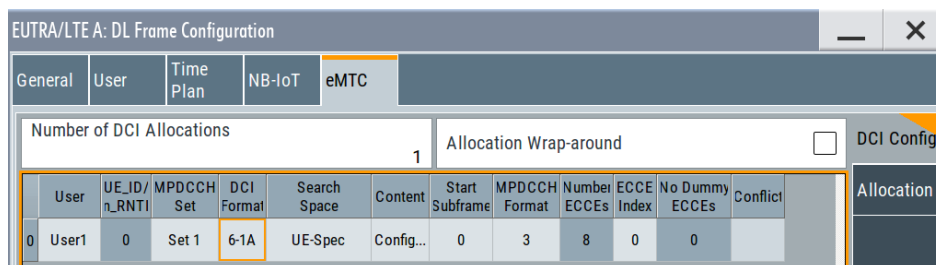 EUTRA/LTE A: DL Frame Configuration
General User Time Plan NB-IoT eMTC
Number of DCI Allocations 1 Allocation Wrap-around DCI Config
Allocation
User UE_ID/ n_RNTI MPDCCH Set DCI Format Search Space Content Start Subframe MPDCCH Format Number ECCEs ECCE Index No Dummy ECCEs Conflict
0 User1 0 Set 1 6-1A UE-Spec Config... 0 3 8 0 0